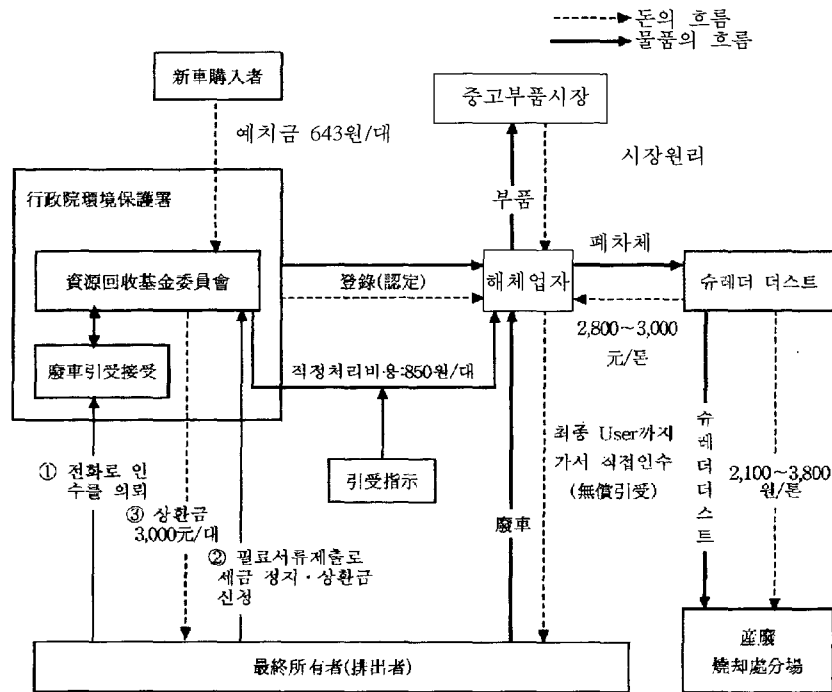 돈의 흐름
물품의 흐름
新車購入者
중고부품시장
예치금 643원/대
시장원리
行政院環境保護署
부품
폐차체
資源回收基金委員會
登錄(認定)
해체업자
슈레더 더스트
2,800~3,000
元/톤
廢車引受接受
직정처리비용:850원/대
최종 User까지
가서 직접인수
(無償引受)
슈레더더스트
2,100~3,800
원/톤
① 전화로 인
수를 의뢰
引受指示
③ 상환금
3,000元/대
廢車
② 필료서류제출로
세금 정지·상환금
신청
最終所有者(排出者)
産廢
燒却處分場